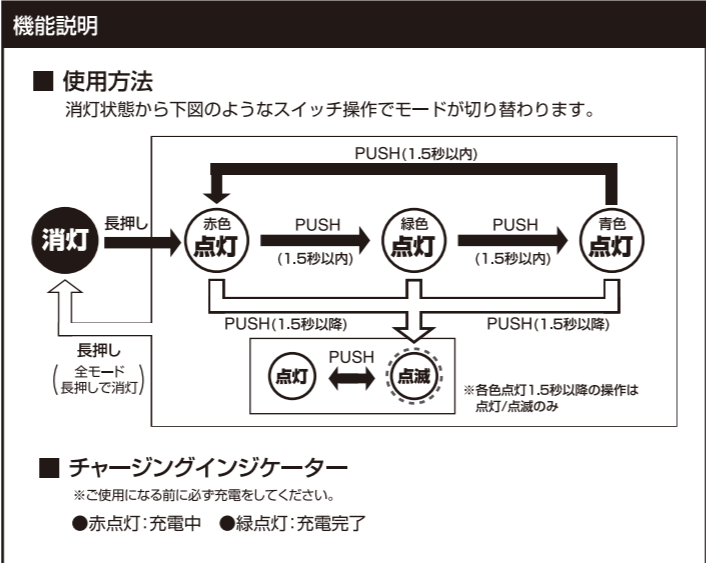 機能説明
■ 使用方法
消灯状態から下図のようなスイッチ操作でモードが切り替わります。
PUSH(1.5秒以内)
消灯
長押し
赤色
点灯
PUSH
(1.5秒以内)
緑色
点灯
PUSH
(1.5秒以内)
青色
点灯
PUSH(1.5秒以降)
PUSH(1.5秒以降)
長押し
(全モード
長押しで消灯)
点灯
PUSH
点滅
※各色点灯1.5秒以降の操作は
点灯/点滅のみ
■ チャージングインジケーター
※ご使用になる前に必ず充電をしてください。
●赤点灯:充電中 ●緑点灯:充電完了